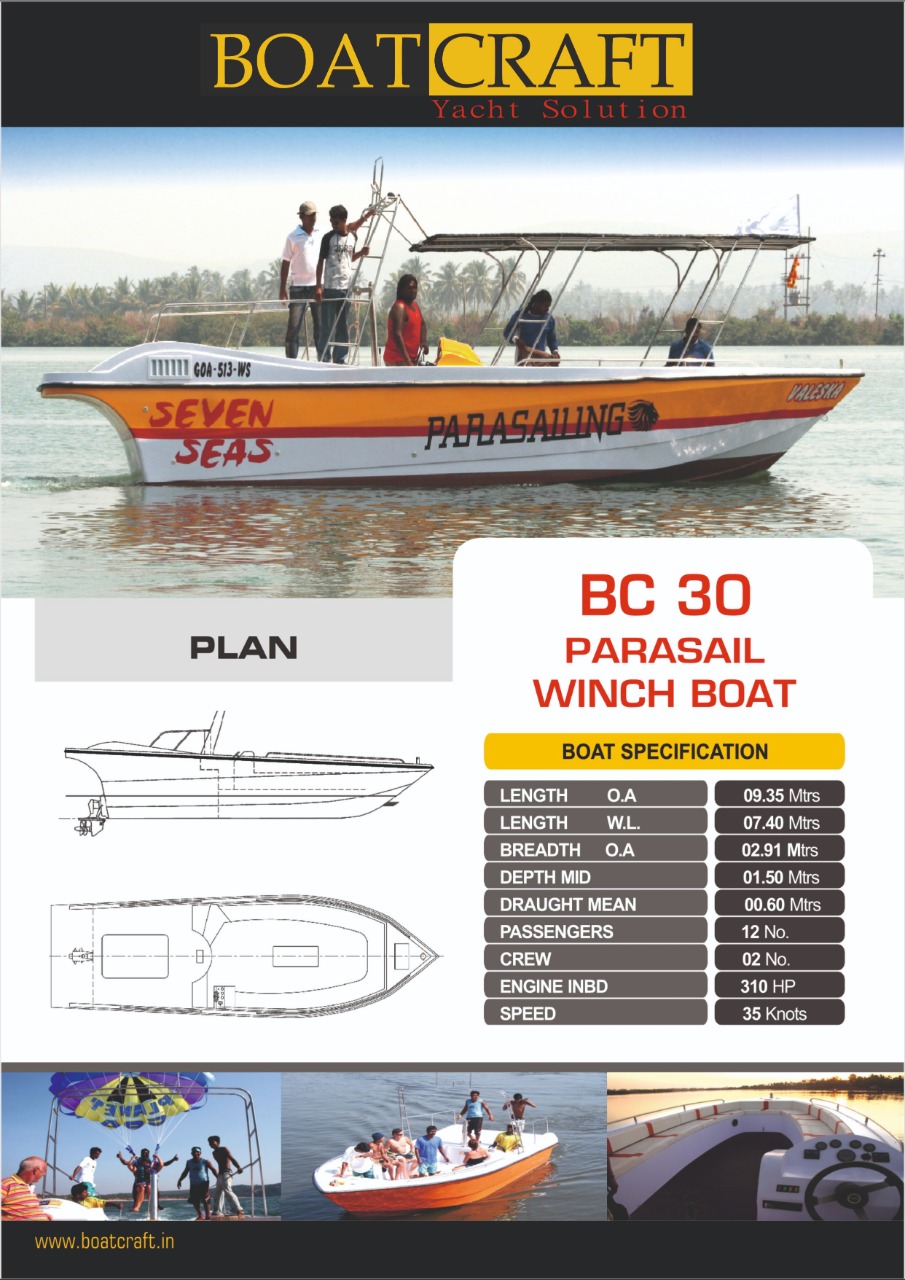 BOATCRAFT
Yacht Solution
GOA-513-WS
SEVEN
SEAS
PARASAILING
VALESKA
PLAN
BC 30
PARASAIL
WINCH BOAT
BOAT SPECIFICATION
LENGTH O.A 09.35 Mtrs
LENGTH W.L. 07.40 Mtrs
BREADTH O.A 02.91 Mtrs
DEPTH MID 01.50 Mtrs
DRAUGHT MEAN 00.60 Mtrs
PASSENGERS 12 No.
CREW 02 No.
ENGINE INBD 310 HP
SPEED 35 Knots
PLANET
www.boatcraft.in